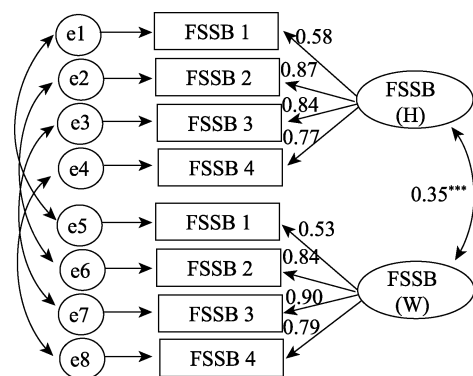 e1 FSSB 1 0.58
e2 FSSB 2 0.87
e3 FSSB 3 0.84
e4 FSSB 4 0.77
FSSB
(H)
0.35***
e5 FSSB 1 0.53
e6 FSSB 2 0.84
e7 FSSB 3 0.90
e8 FSSB 4 0.79
FSSB
(W)